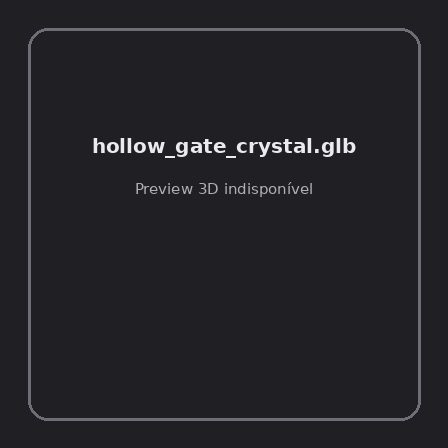 hollow_gate_crystal.glb
Preview 3D indisponível